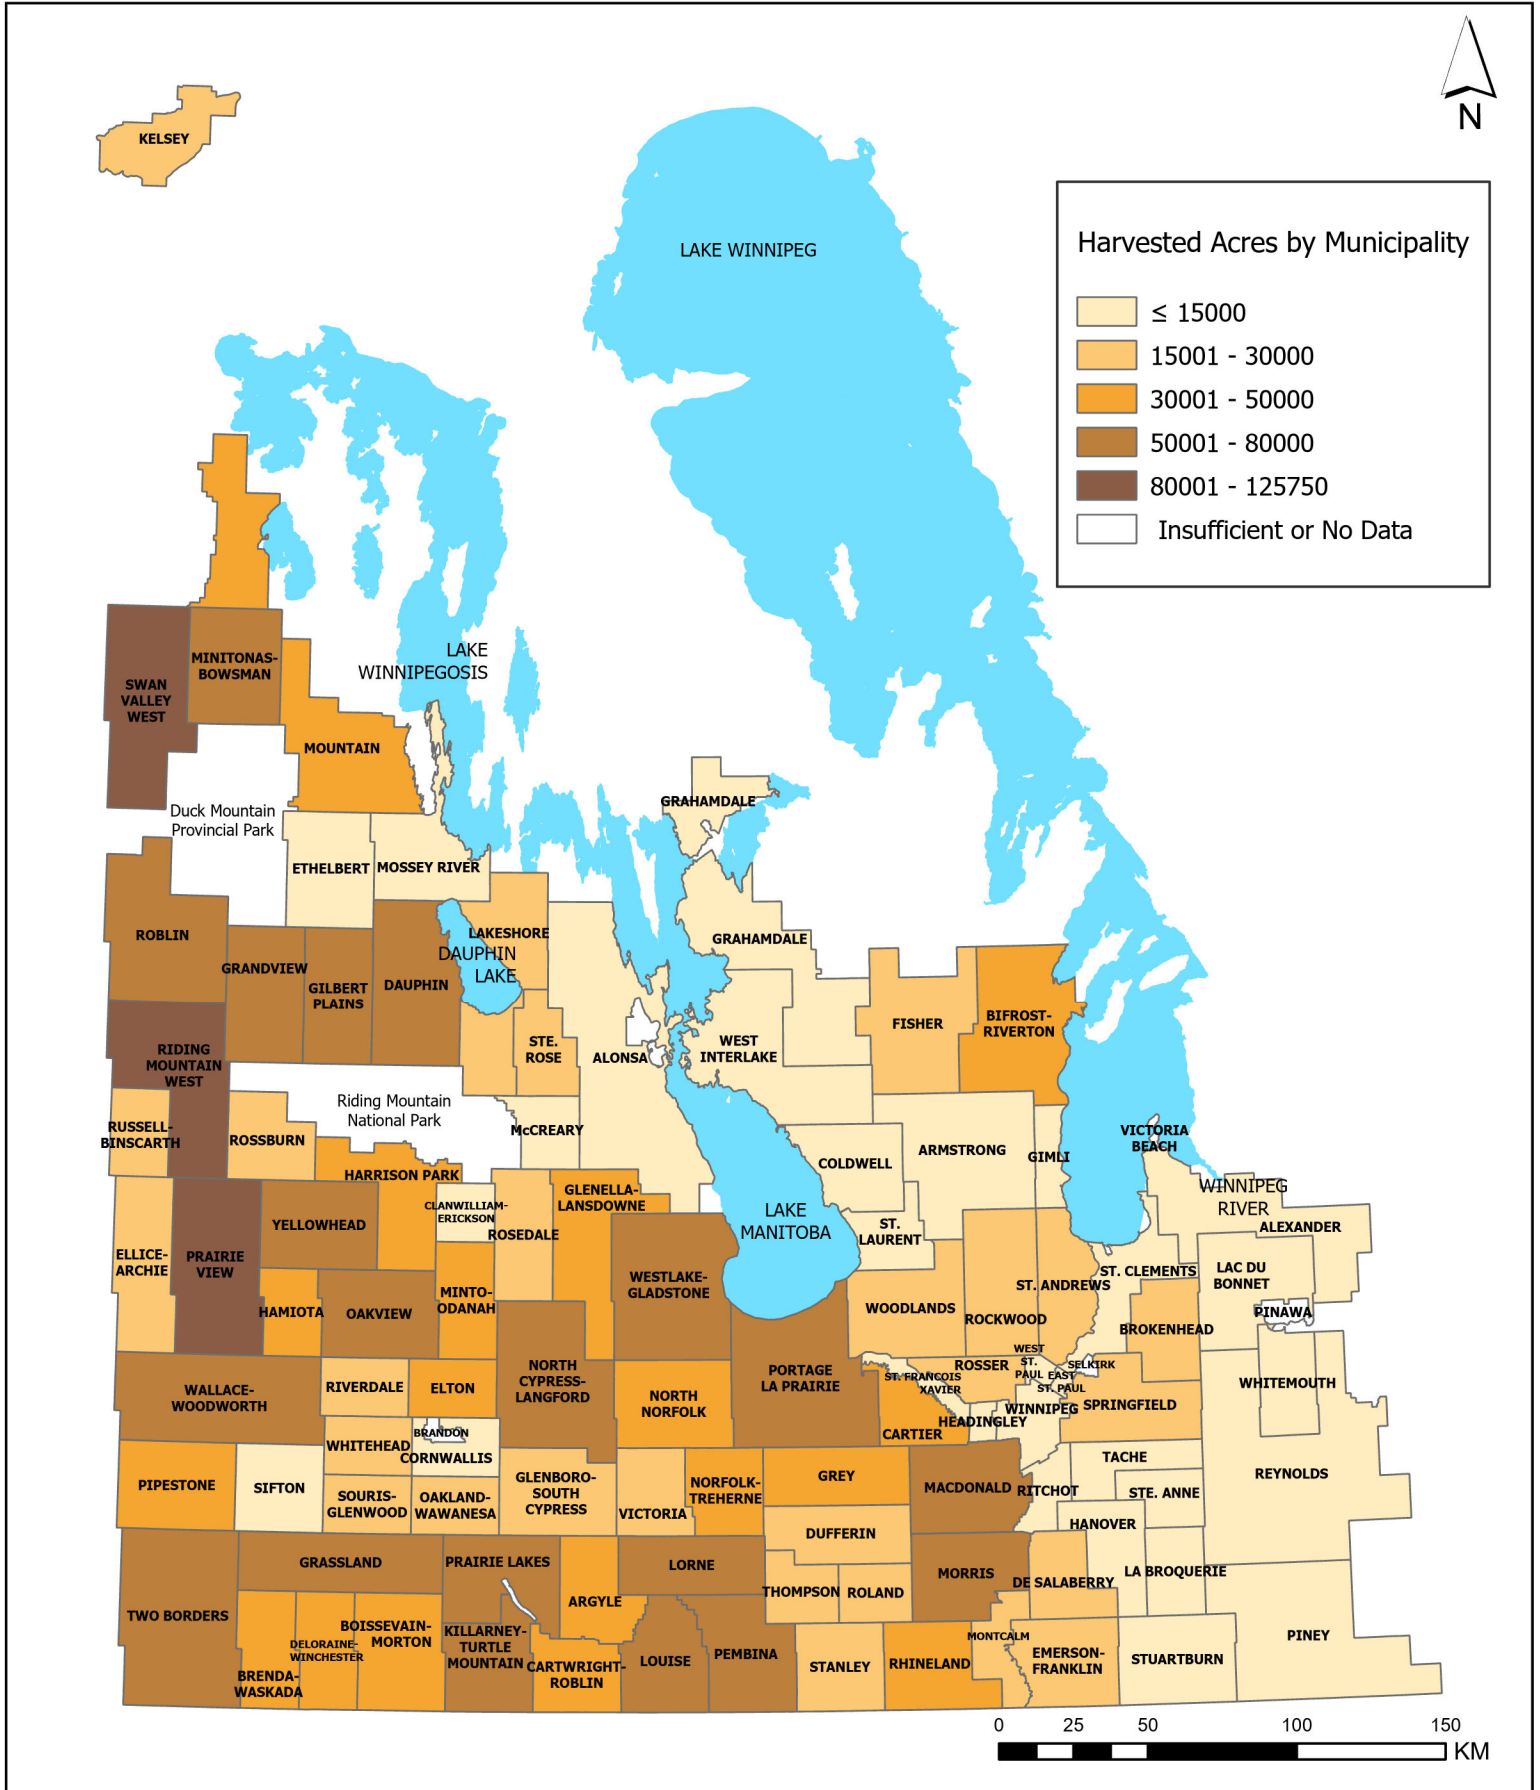 N
KELSEY
LAKE WINNIPEG
Harvested Acres by Municipality
≤ 15000
15001 - 30000
30001 - 50000
50001 - 80000
80001 - 125750
Insufficient or No Data
LAKE
WINNIPEGOSIS
MINITONAS-
BOWSMAN
SWAN
VALLEY
WEST
MOUNTAIN
Duck Mountain
Provincial Park
GRAHAMDALE
ETHELBERT
MOSSEY RIVER
ROBLIN
LAKESHORE
GRAHAMDALE
DAUPHIN
LAKE
GRANDVIEW
GILBERT
PLAINS
DAUPHIN
FISHER
BIFROST-
RIVERTON
STE.
ROSE
ALONSA
WEST
INTERLAKE
RIDING
MOUNTAIN
WEST
Riding Mountain
National Park
RUSSELL-
BINSCARTH
ROSSBURN
McCREARY
VICTORIA
BEACH
COLDWELL
ARMSTRONG
GIMLI
HARRISON PARK
GLENELLA-
LANSDOWNE
CLANWILLIAM-
ERICKSON
WINNIPEG
RIVER
ALEXANDER
YELLOWHEAD
ROSEDALE
LAKE
MANITOBA
ST.
LAURENT
ELLICE-
ARCHIE
PRAIRIE
VIEW
WESTLAKE-
GLADSTONE
ST. ANDREWS
ST. CLEMENTS
LAC DU
BONNET
HAMIOTA
OAKVIEW
MINTO-
ODANAH
WOODLANDS
ROCKWOOD
BROKENHEAD
PINAWA
WALLACE-
WOODWORTH
RIVERDALE
ELTON
NORTH
CYPRESS-
LANGFORD
NORTH
NORFOLK
PORTAGE
LA PRAIRIE
ST. FRANCOIS
XAVIER
ROSSER
WEST
ST.
PAUL
EAST
ST. PAUL
SELKIRK
WHITEMOUTH
SPRINGFIELD
WINNIPEG
HEADINGLEY
CARTIER
WHITEHEAD
BRANDON
CORNWALLIS
PIPESTONE
SIFTON
SOURIS-
GLENWOOD
OAKLAND-
WAWANESA
GLENBORO-
SOUTH
CYPRESS
VICTORIA
NORFOLK-
TREHERNE
GREY
MACDONALD
RITCHOT
TACHE
STE. ANNE
REYNOLDS
HANOVER
DUFFERIN
GRASSLAND
PRAIRIE LAKES
LORNE
MORRIS
DE SALABERRY
LA BROQUERIE
TWO BORDERS
ARGYLE
THOMPSON
ROLAND
BRENDA-
WASKADA
DELORAINE-
WINCHESTER
BOISSEVAIN-
MORTON
KILLARNEY-
TURTLE
MOUNTAIN
CARTWRIGHT-
ROBLIN
LOUISE
PEMBINA
STANLEY
RHINELAND
MONTCALM
EMERSON-
FRANKLIN
STUARTBURN
PINEY
0 25 50 100 150
KM